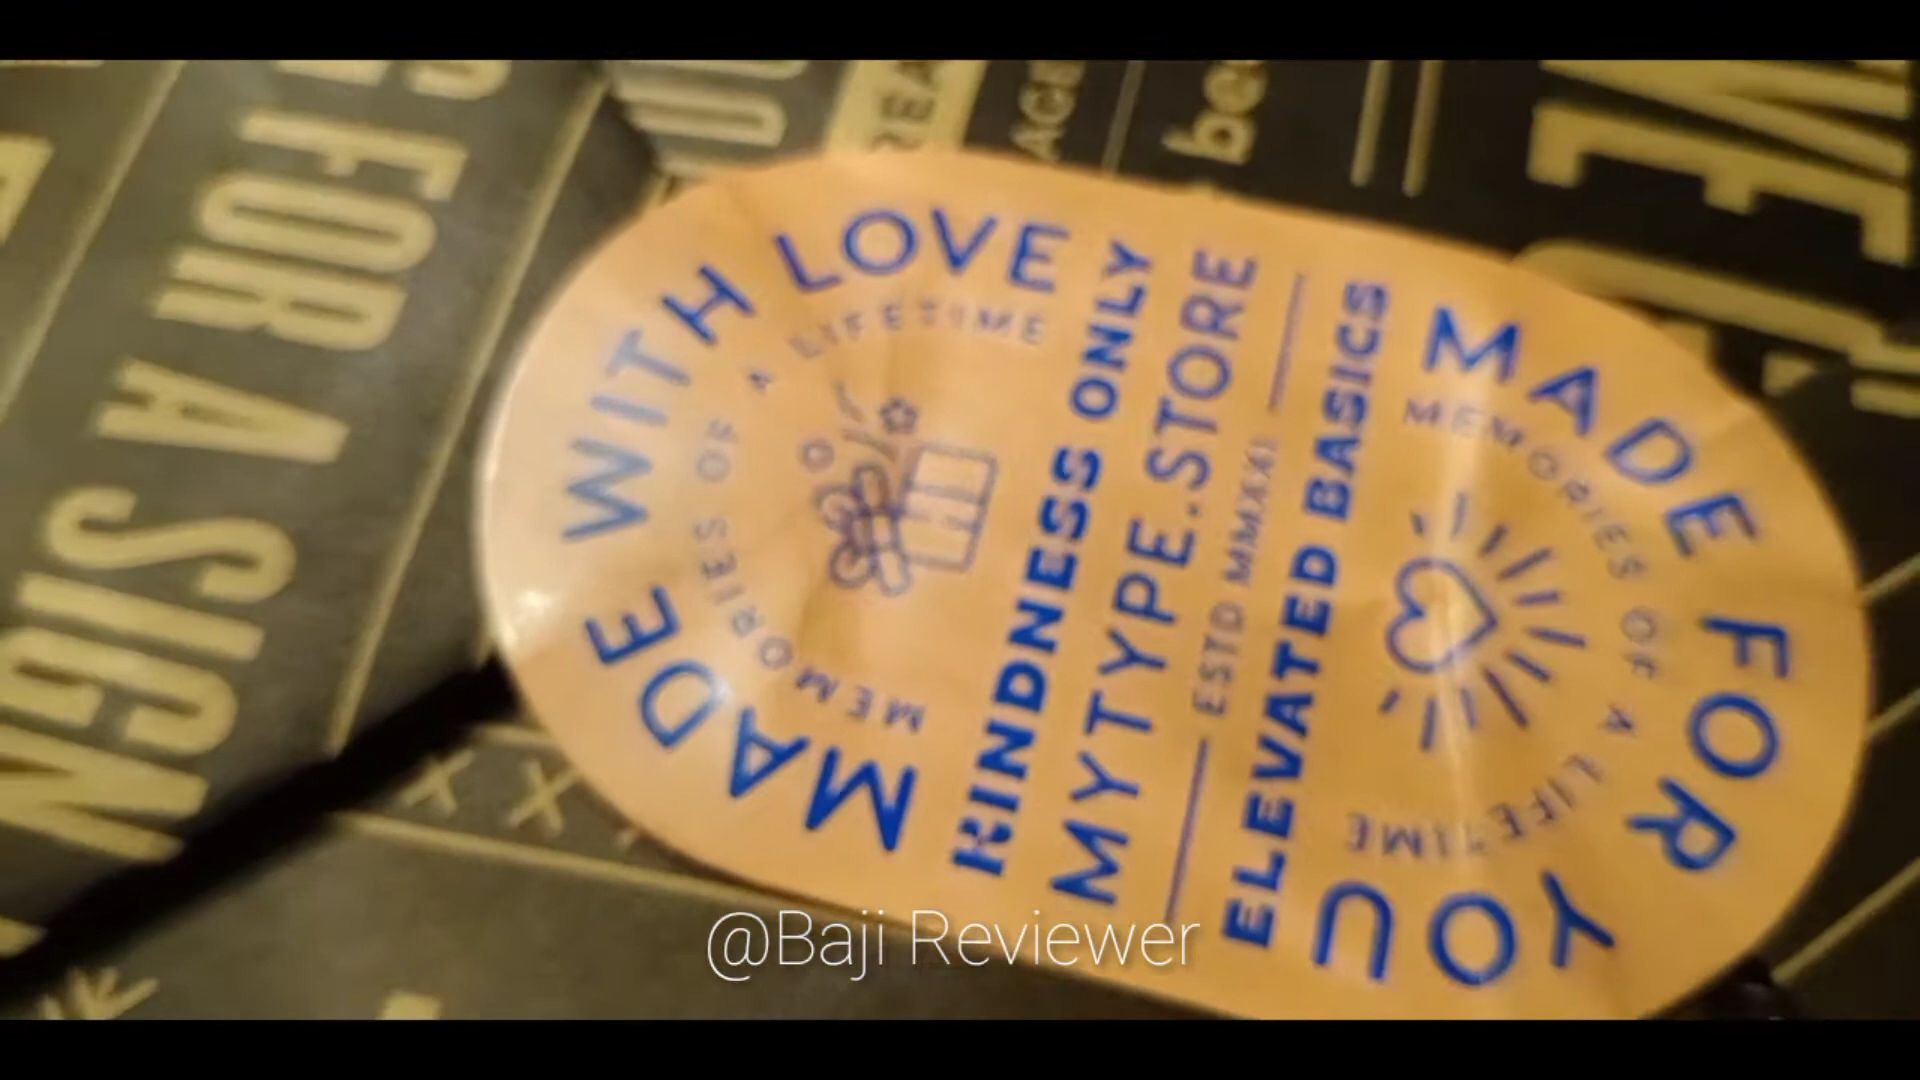 MADE WITH LOVE
MEMORIES OF A LIFETIME
KINDNESS ONLY
MYTYPE.STORE
ESTD MMXXI
ELEVATED BASICS
MEMORIES OF A LIFETIME
MADE FOR YOU
FOR A SIGN
@Baji Reviewer